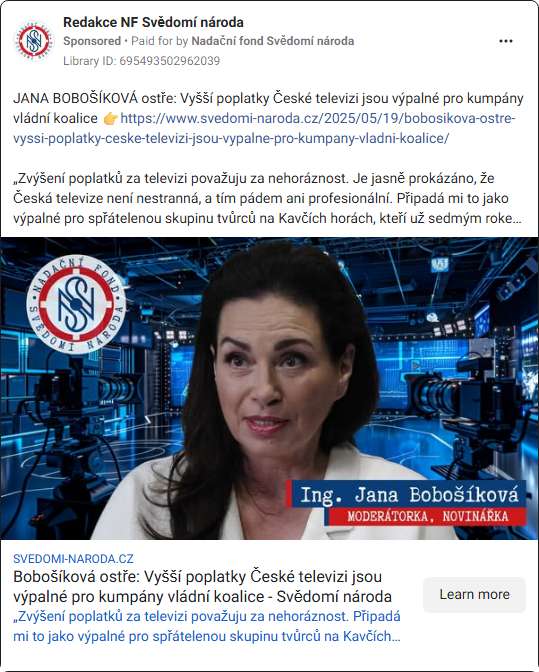 Redakce NF Svědomí národa
Sponsored • Paid for by Nadační fond Svědomí národa
Library ID: 695493502962039
JANA BOBOŠÍKOVÁ ostře: Vyšší poplatky České televizi jsou výpalné pro kumpány
vládní koalice 👉https://www.svedomi-naroda.cz/2025/05/19/bobosikova-ostre-
vyssi-poplatky-ceske-televizi-jsou-vypalne-pro-kumpany-vladni-koalice/
„Zvýšení poplatků za televizi považuju za nehoráznost. Je jasně prokázáno, že
Česká televize není nestranná, a tím pádem ani profesionální. Připadá mi to jako
výpalné pro spřátelenou skupinu tvůrců na Kavčích horách, kteří už sedmým roke...
NADAČNÍ FOND
NS
SVĚDOMÍ NÁRODA
Ing. Jana Bobošíková
MODERÁTORKA, NOVINÁŘKA
SVEDOMI-NARODA.CZ
Bobošíková ostře: Vyšší poplatky České televizi jsou
výpalné pro kumpány vládní koalice - Svědomí národa
Learn more
„Zvýšení poplatků za televizi považuju za nehoráznost. Připadá
mi to jako výpalné pro spřátelenou skupinu tvůrců na Kavčích...